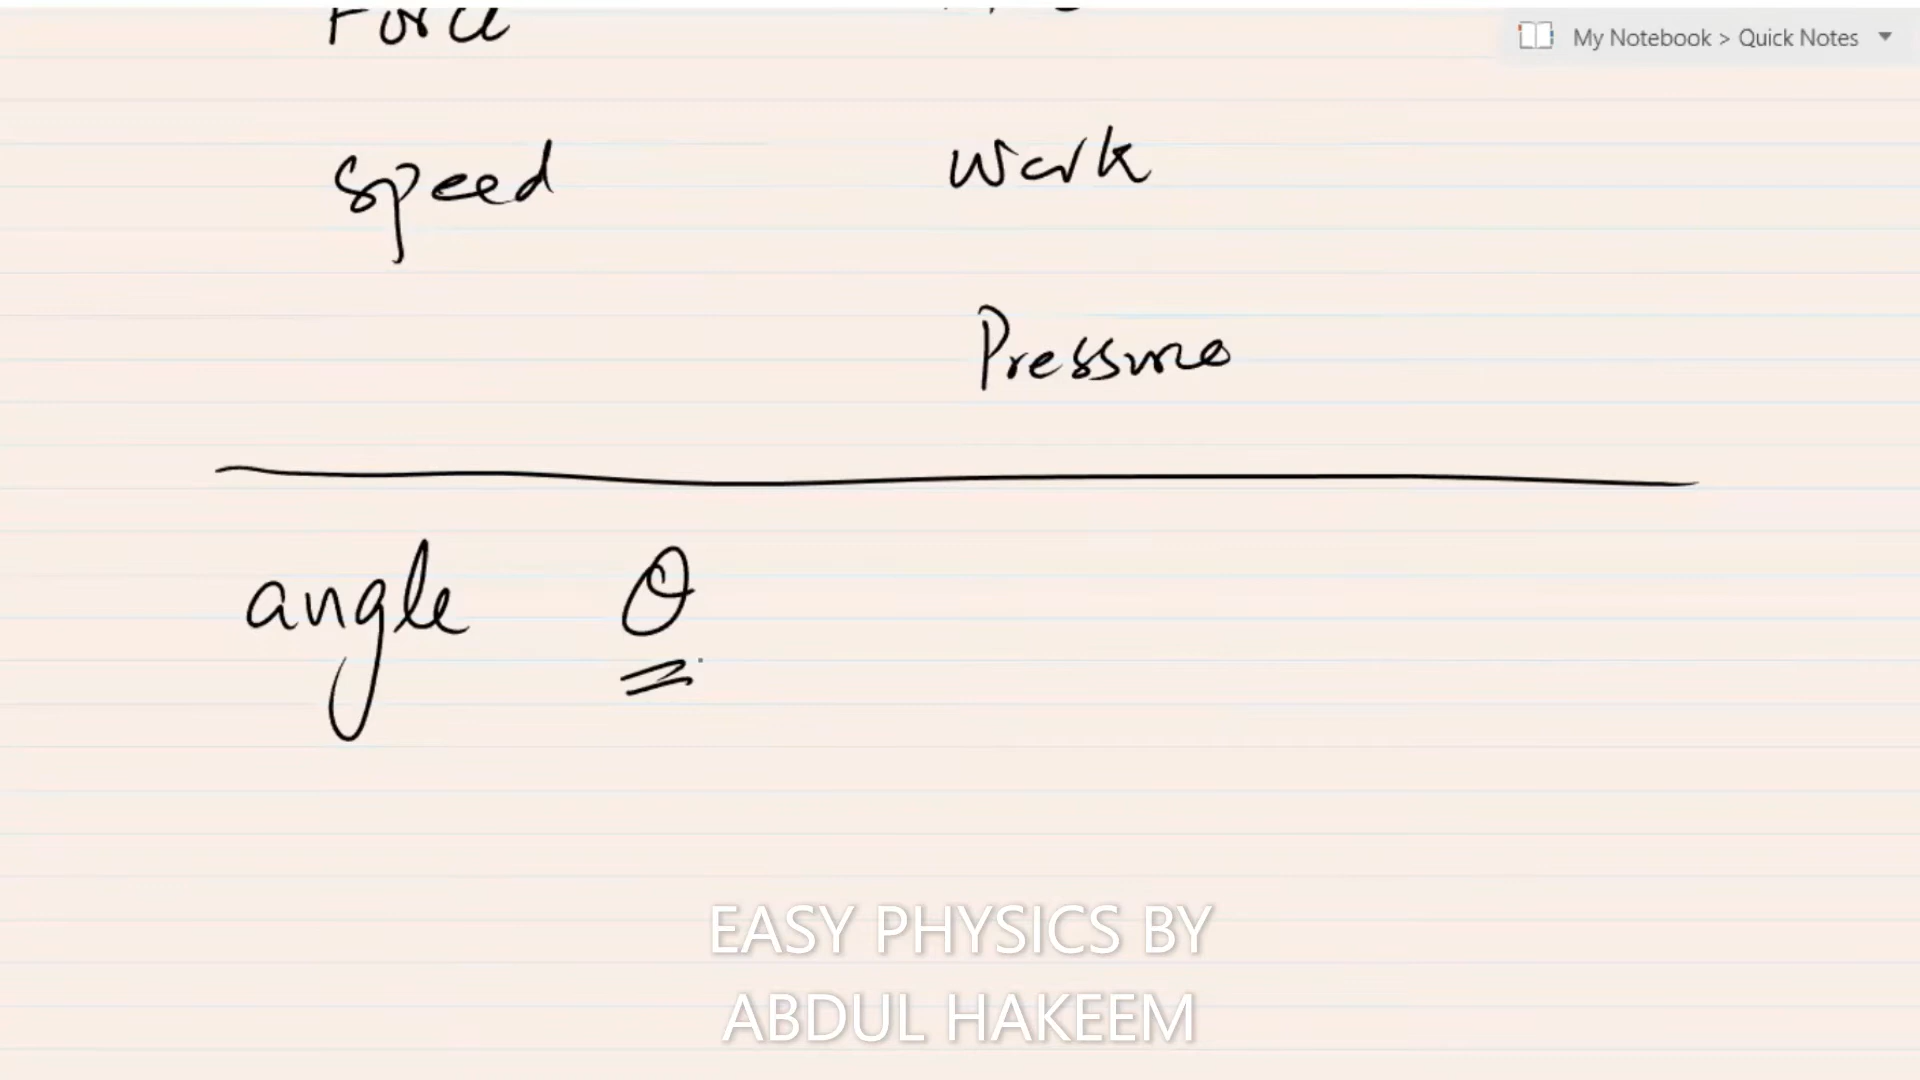 Force
My Notebook > Quick Notes
speed
Work
Pressure
angle θ
EASY PHYSICS BY
ABDUL HAKEEM